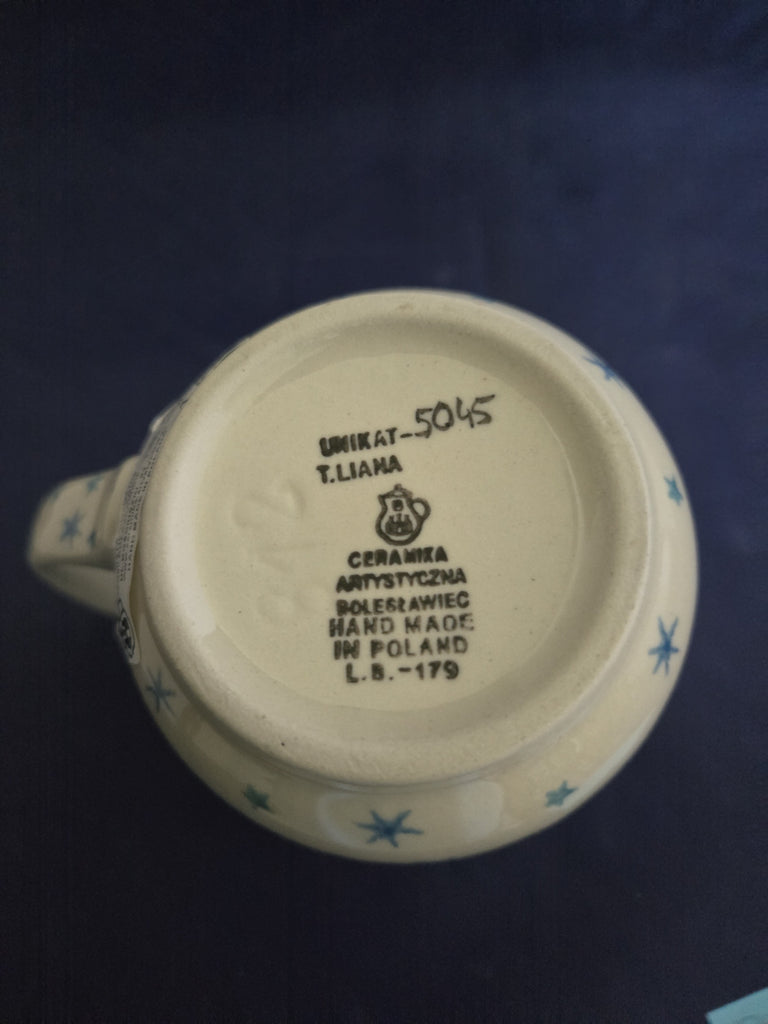 UNIKAT-5045
T.LIANA
CERAMIKA
ARTYSTYCZNA
BOLESŁAWIEC
HAND MADE
IN POLAND
L.B.-179